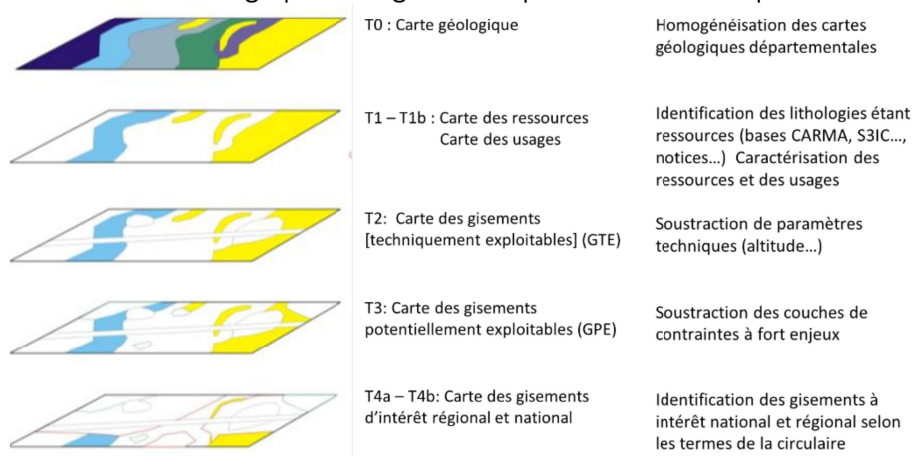 T0 : Carte géologique
Homogénéisation des cartes
géologiques départementales
T1 – T1b : Carte des ressources
Carte des usages
Identification des lithologies étant
ressources (bases CARMA, S3IC...,
notices...) Caractérisation des
ressources et des usages
T2: Carte des gisements
[techniquement exploitables] (GTE)
Soustraction de paramètres
techniques (altitude...)
T3: Carte des gisements
potentiellement exploitables (GPE)
Soustraction des couches de
contraintes à fort enjeux
T4a – T4b: Carte des gisements
d'intérêt régional et national
Identification des gisements à
intérêt national et régional selon
les termes de la circulaire